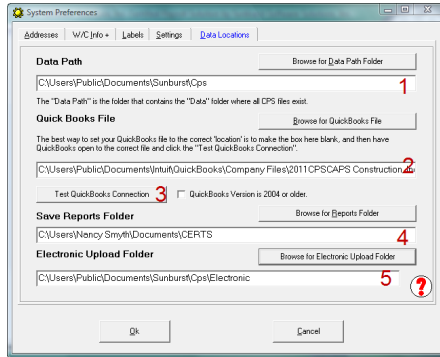 System Preferences
Addresses W/C Info + Labels Settings Data Locations
Data Path Browse for Data Path Folder
C:\Users\Public\Documents\Sunburst\Cps 1
The "Data Path" is the folder that contains the "Data" folder where all CPS files exist.
Quick Books File Browse for QuickBooks File
The best way to set your QuickBooks file to the correct 'location' is to make the box here blank, and then have
QuickBooks open to the correct file and click the "Test QuickBooks Connection".
C:\Users\Public\Documents\Intuit\QuickBooks\Company Files\2011CPSCAPS Construction 2
Test QuickBooks Connection 3 QuickBooks Version is 2004 or older.
Save Reports Folder Browse for Reports Folder
C:\Users\Nancy Smyth\Documents\CERTS 4
Electronic Upload Folder Browse for Electronic Upload Folder
C:\Users\Public\Documents\Sunburst\Cps\Electronic 5
?
Ok Cancel